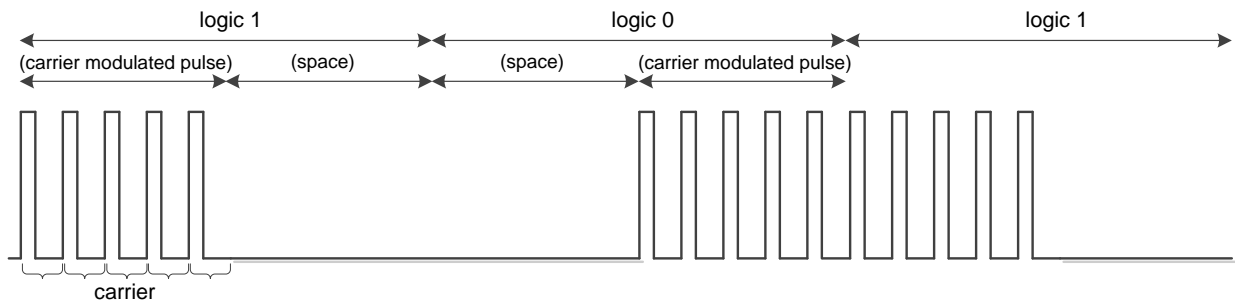 logic 1 logic 0 logic 1
(carrier modulated pulse) (space) (space) (carrier modulated pulse)
carrier